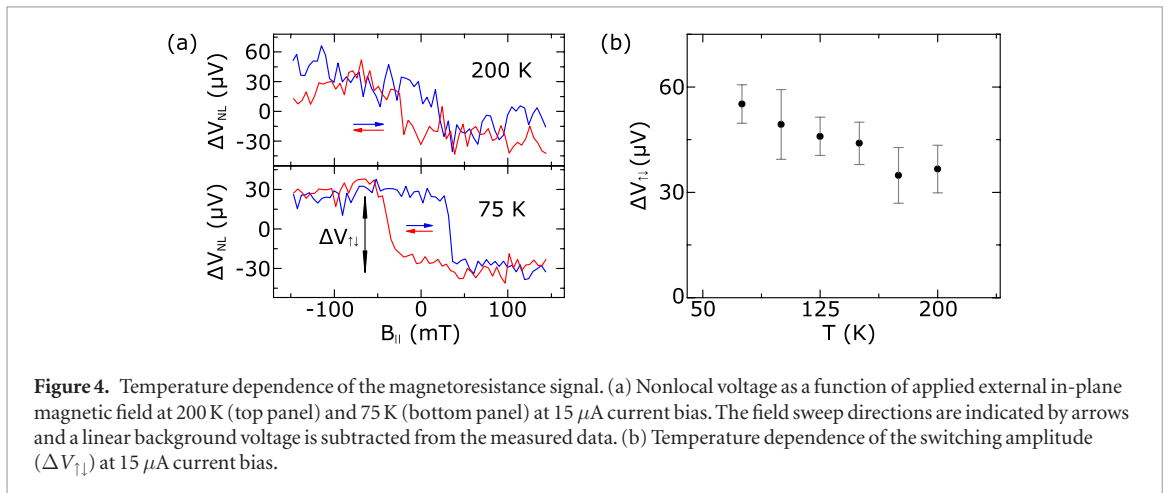 (a)
60
30
0
-30
ΔV_NL (µV)
200 K
30
0
-30
ΔV_NL (µV)
75 K
ΔV↑↓
-100 0 100
B_|| (mT)
(b)
60
30
0
ΔV↑↓ (µV)
50 125 200
T (K)
Figure 4. Temperature dependence of the magnetoresistance signal. (a) Nonlocal voltage as a function of applied external in-plane
magnetic field at 200 K (top panel) and 75 K (bottom panel) at 15 µA current bias. The field sweep directions are indicated by arrows
and a linear background voltage is subtracted from the measured data. (b) Temperature dependence of the switching amplitude
(ΔV↑↓) at 15 µA current bias.